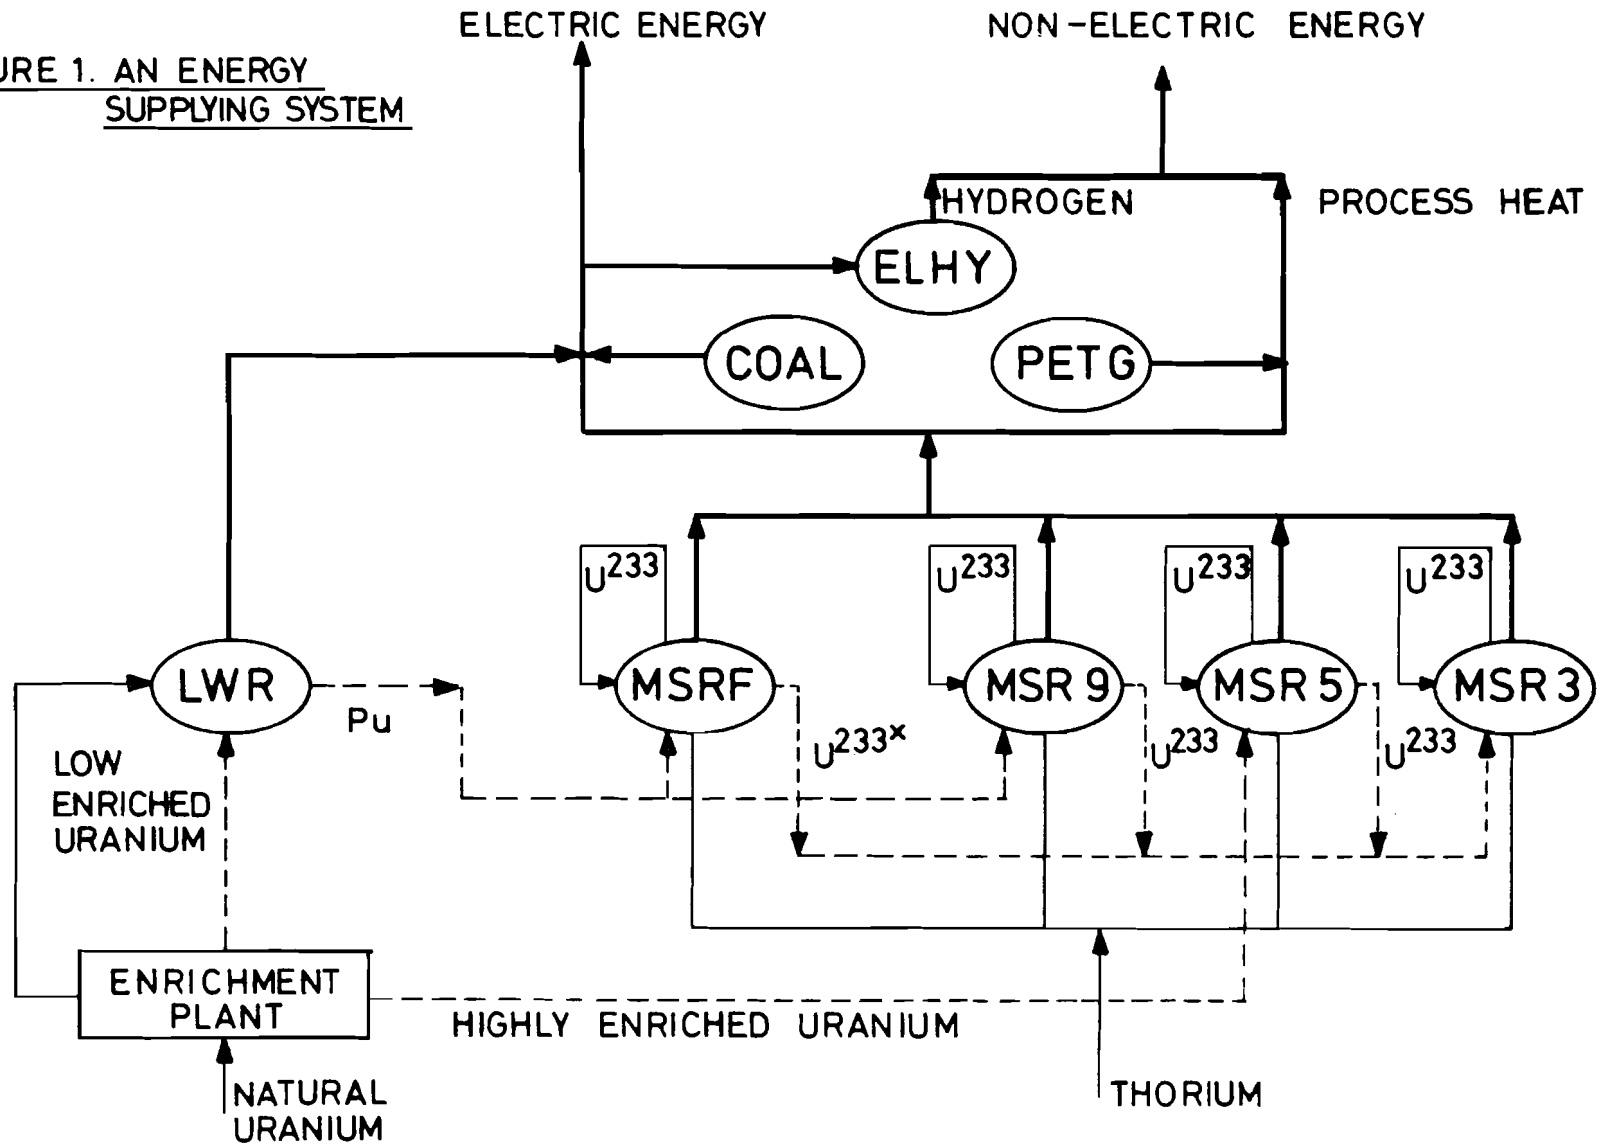 ELECTRIC ENERGY
NON-ELECTRIC ENERGY
URE 1. AN ENERGY
SUPPLYING SYSTEM
HYDROGEN
PROCESS HEAT
ELHY
COAL
PETG
U²³³
U²³³
U²³³
U²³³
LWR
MSRF
MSR 9
MSR 5
MSR 3
Pu
U²³³ˣ
U²³³
U²³³
LOW
ENRICHED
URANIUM
ENRICHMENT
PLANT
HIGHLY ENRICHED URANIUM
NATURAL
URANIUM
THORIUM